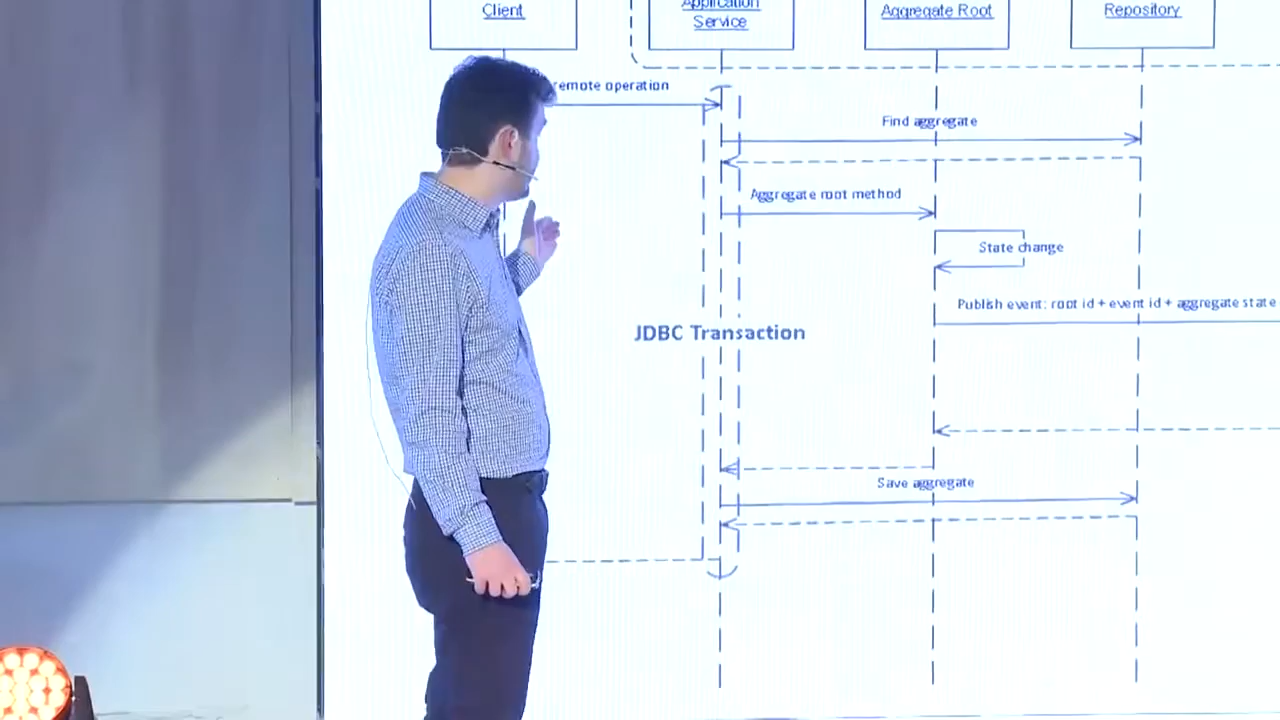 Client
Application
Service
Aggregate Root
Repository
emote operation
Find aggregate
Aggregate root method
State change
Publish event: root id + event id + aggregate state
JDBC Transaction
Save aggregate